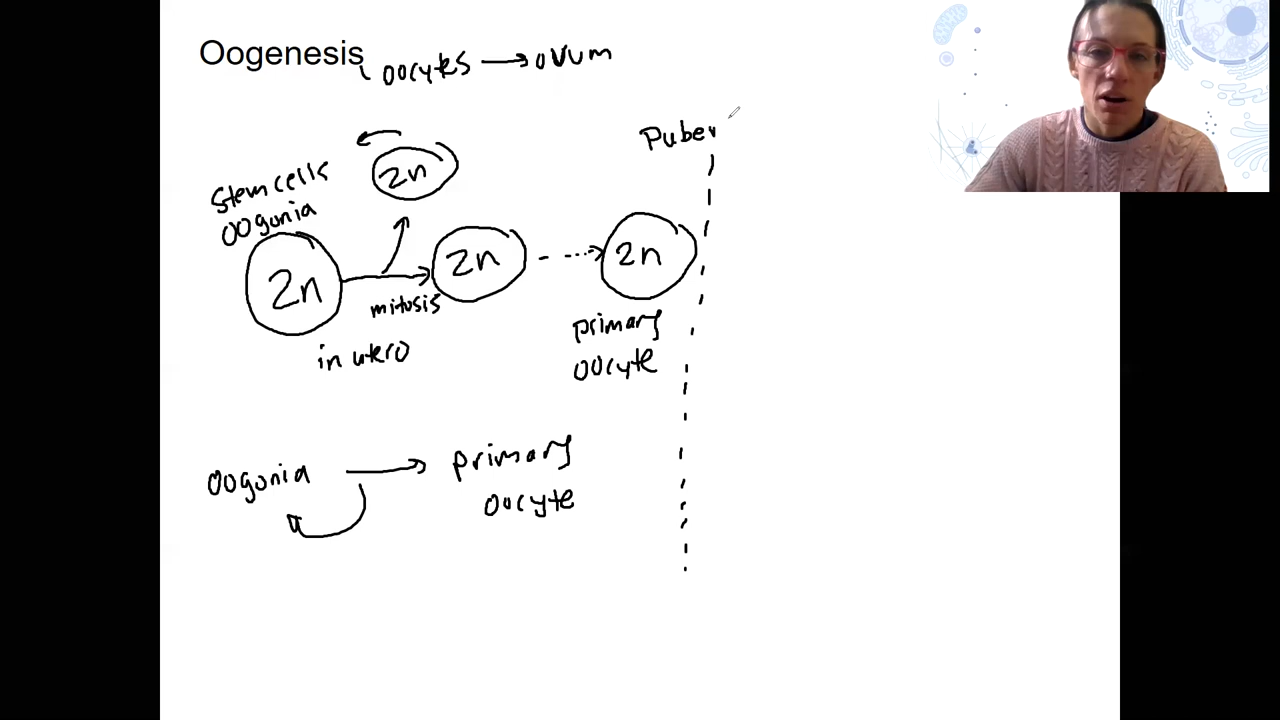 Oogenesis
oocytes → ovum
Puber
2n
stem cells
oogonia
2n
2n
2n
mitosis
in utero
primary
oocyte
oogonia → primary
oocyte